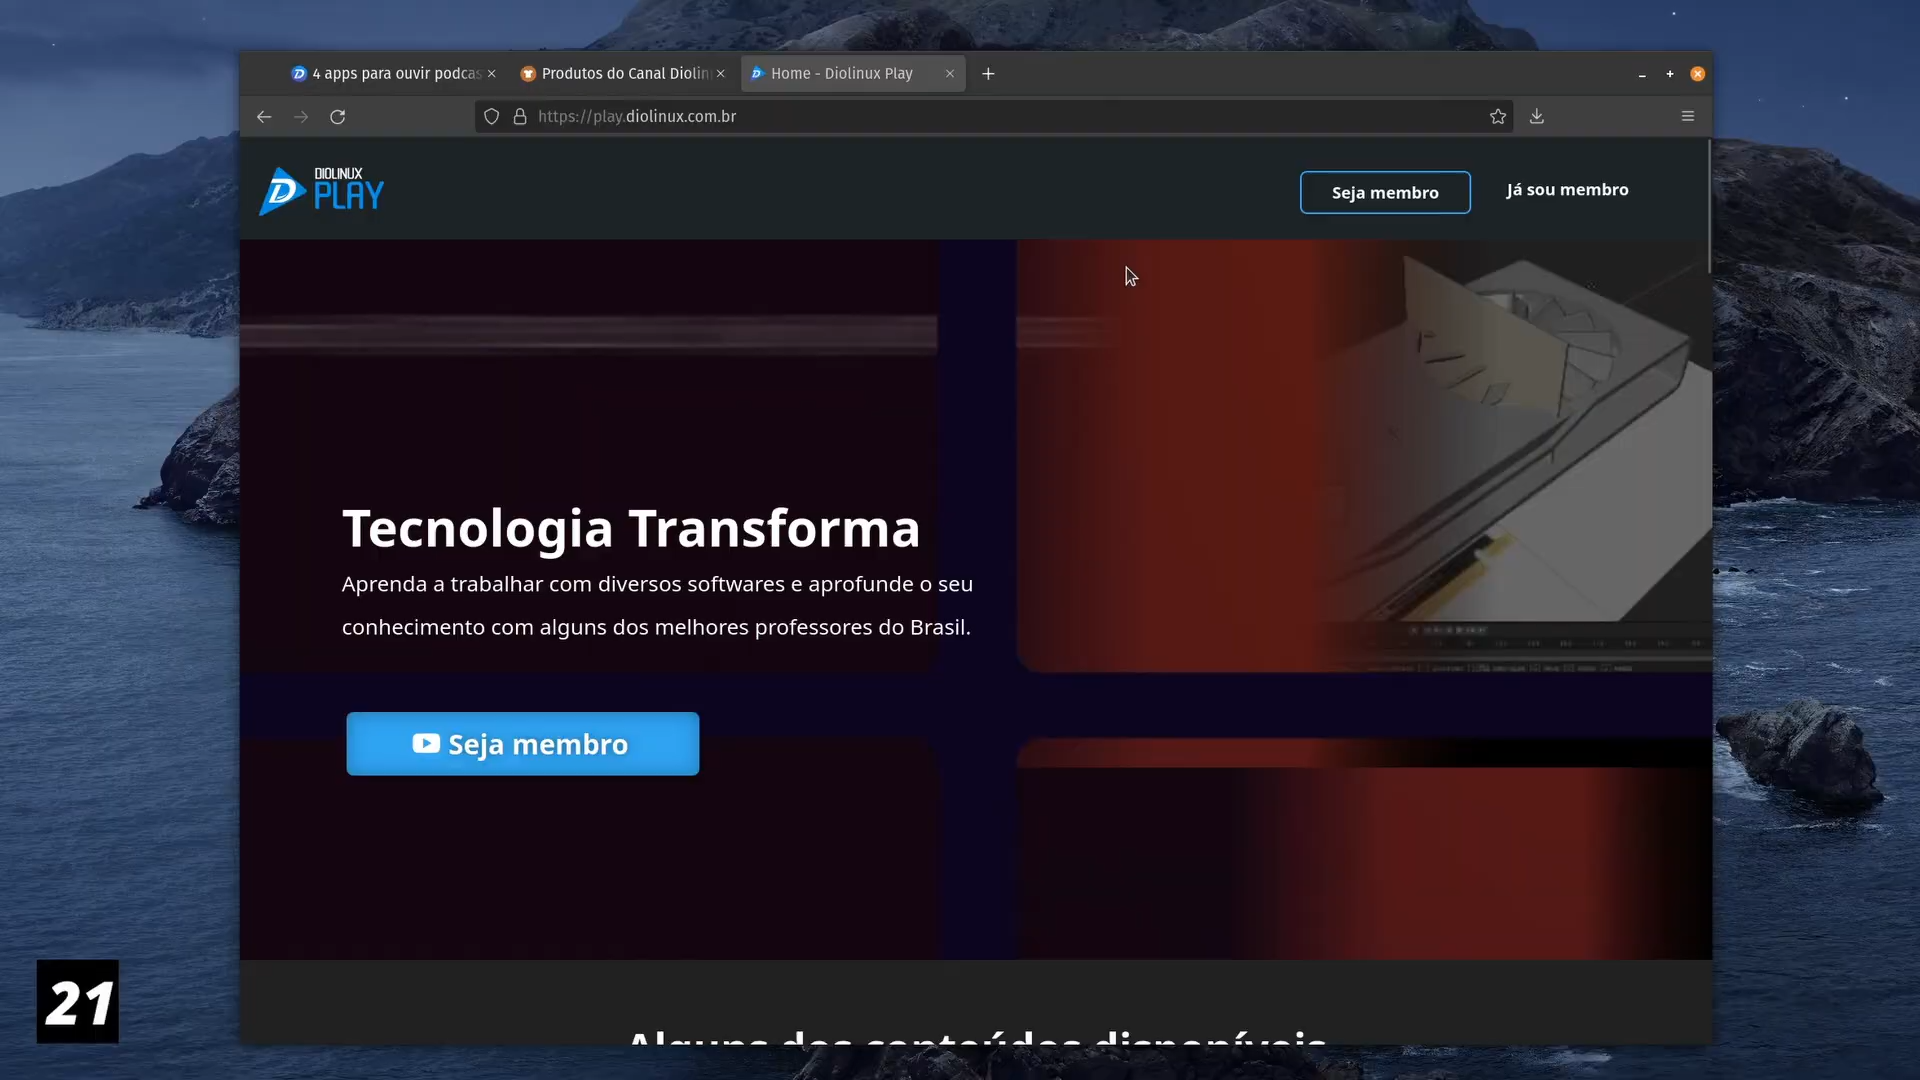 4 apps para ouvir podcas
Produtos do Canal Diolin
Home - Diolinux Play
https://play.diolinux.com.br
DIOLINUX
PLAY
Seja membro
Já sou membro
Tecnologia Transforma
Aprenda a trabalhar com diversos softwares e aprofunde o seu
conhecimento com alguns dos melhores professores do Brasil.
Seja membro
21
Alguns dos conteúdos disponíveis